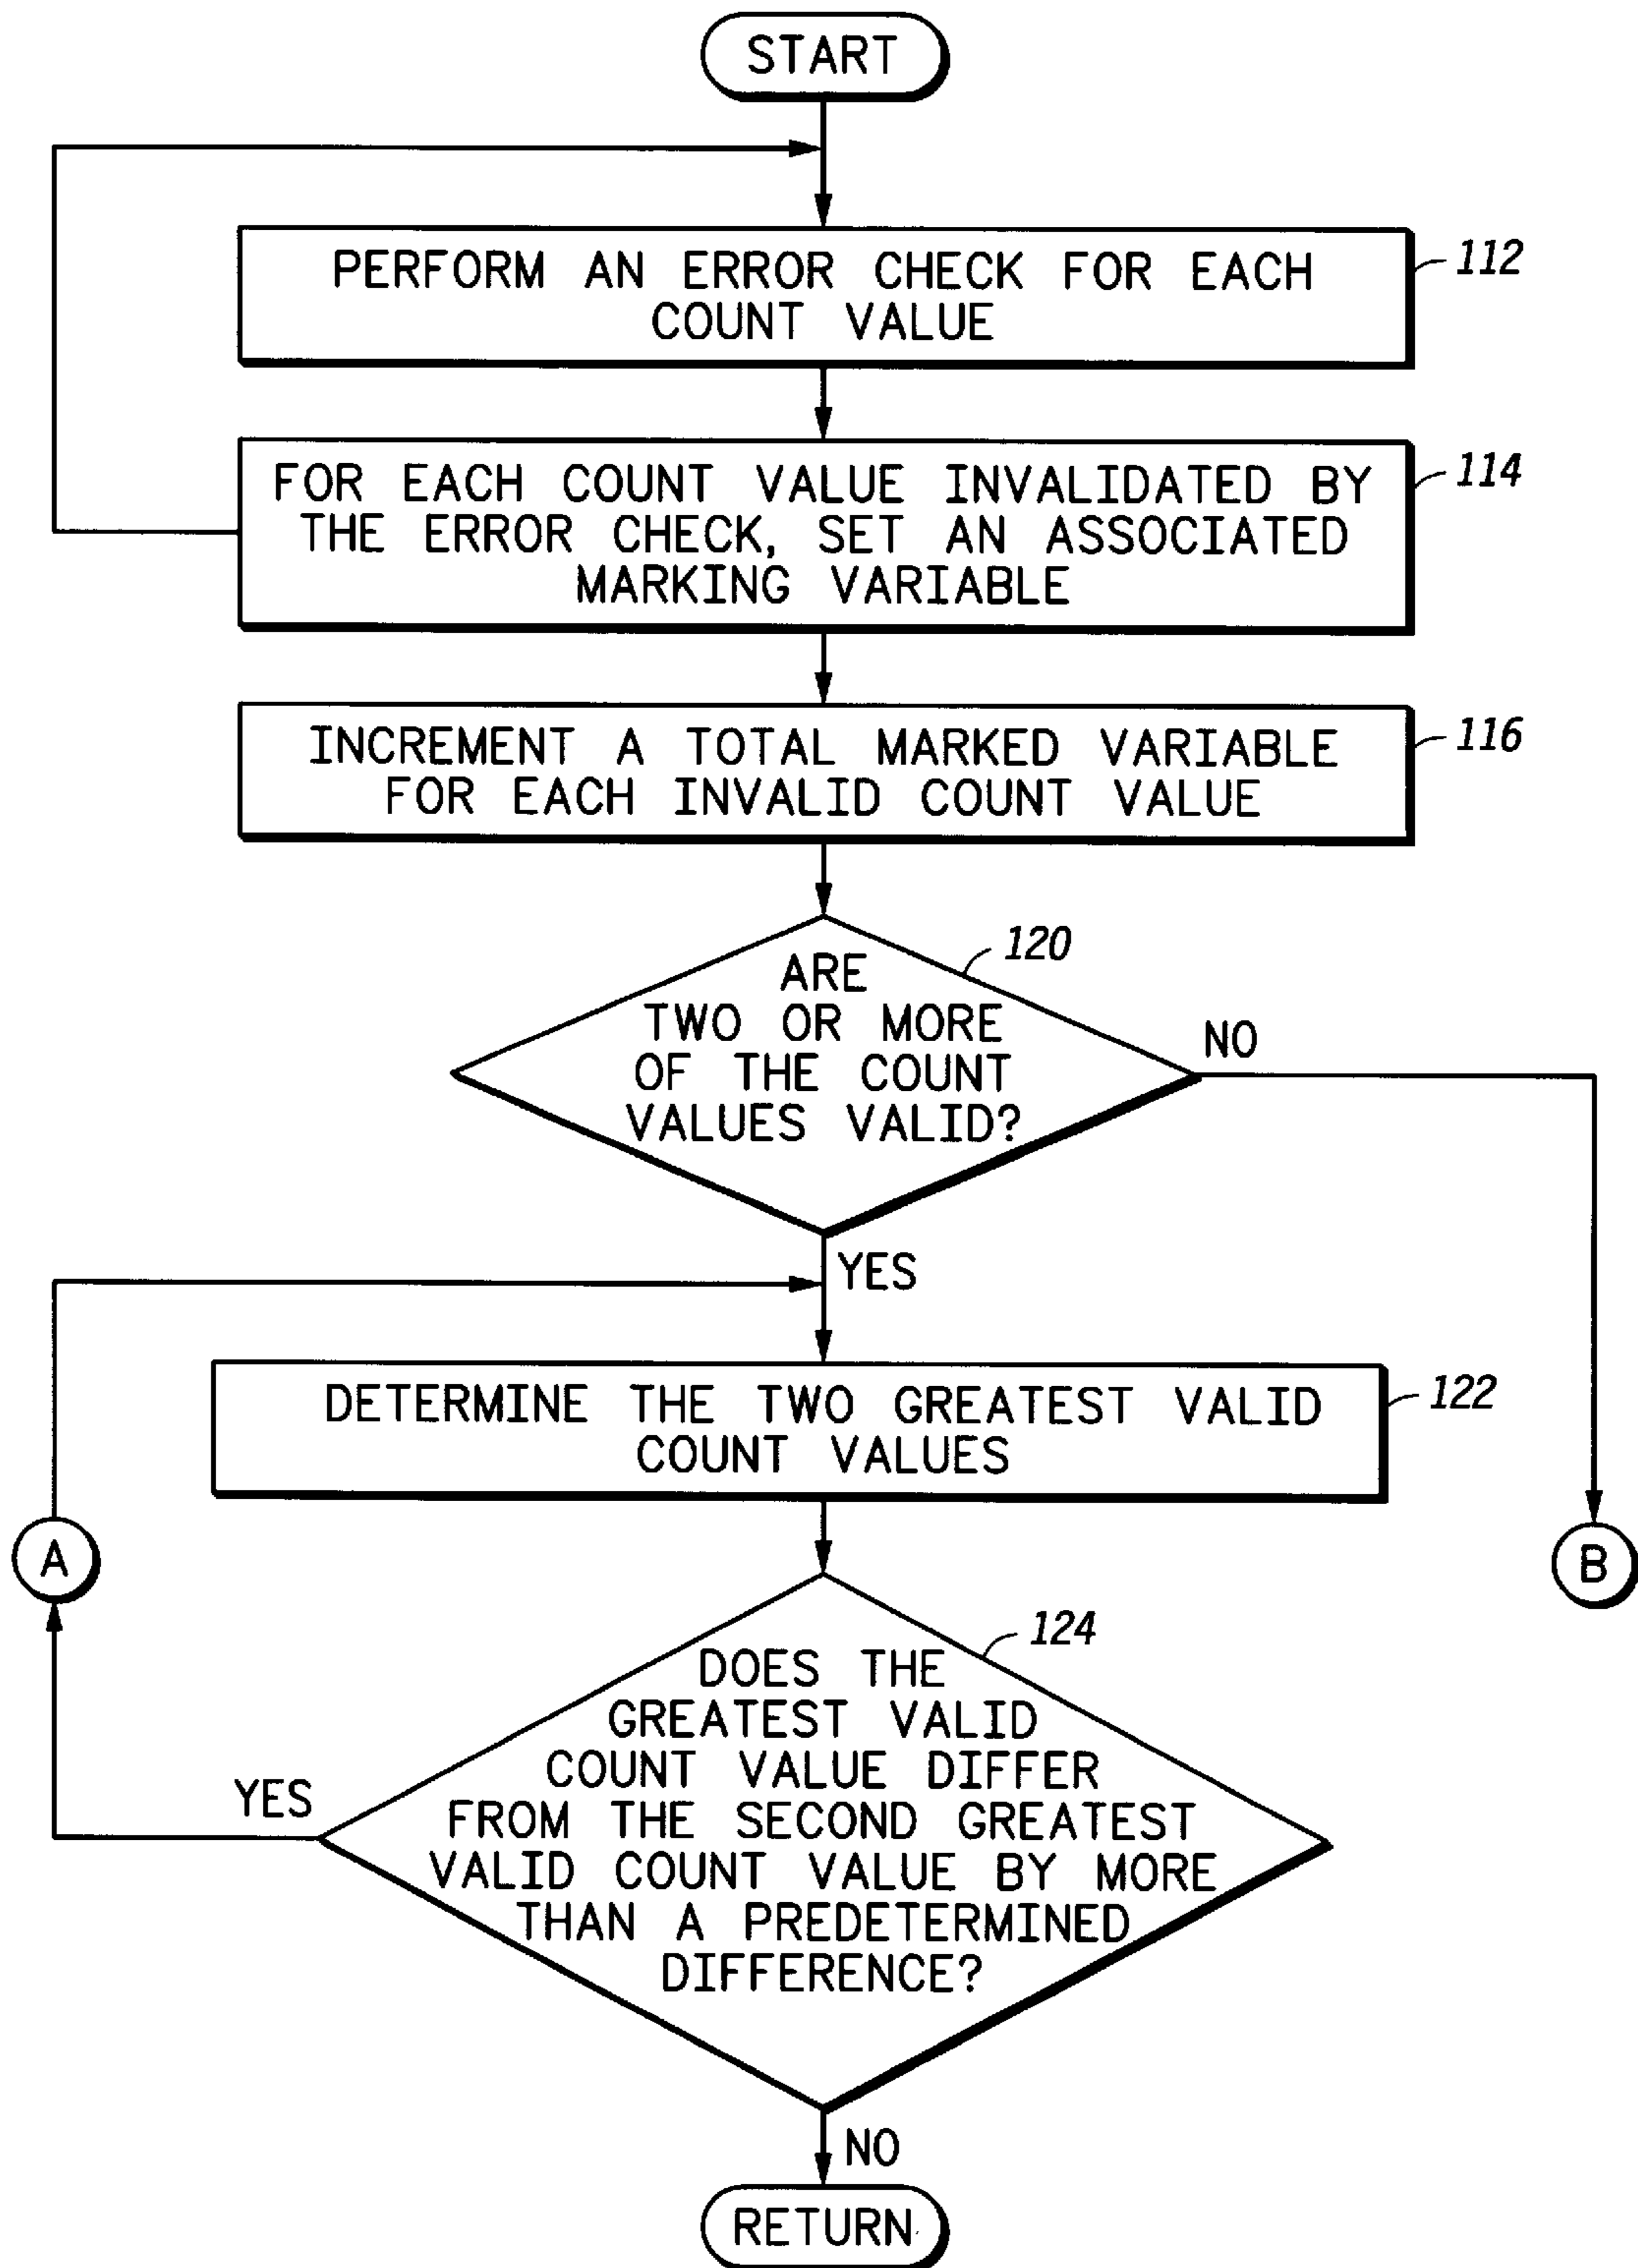 START
PERFORM AN ERROR CHECK FOR EACH
COUNT VALUE
112
FOR EACH COUNT VALUE INVALIDATED BY
THE ERROR CHECK, SET AN ASSOCIATED
MARKING VARIABLE
114
INCREMENT A TOTAL MARKED VARIABLE
FOR EACH INVALID COUNT VALUE
116
120
ARE
TWO OR MORE
OF THE COUNT
VALUES VALID?
NO
YES
DETERMINE THE TWO GREATEST VALID
COUNT VALUES
122
A
B
124
DOES THE
GREATEST VALID
COUNT VALUE DIFFER
FROM THE SECOND GREATEST
VALID COUNT VALUE BY MORE
THAN A PREDETERMINED
DIFFERENCE?
YES
NO
RETURN